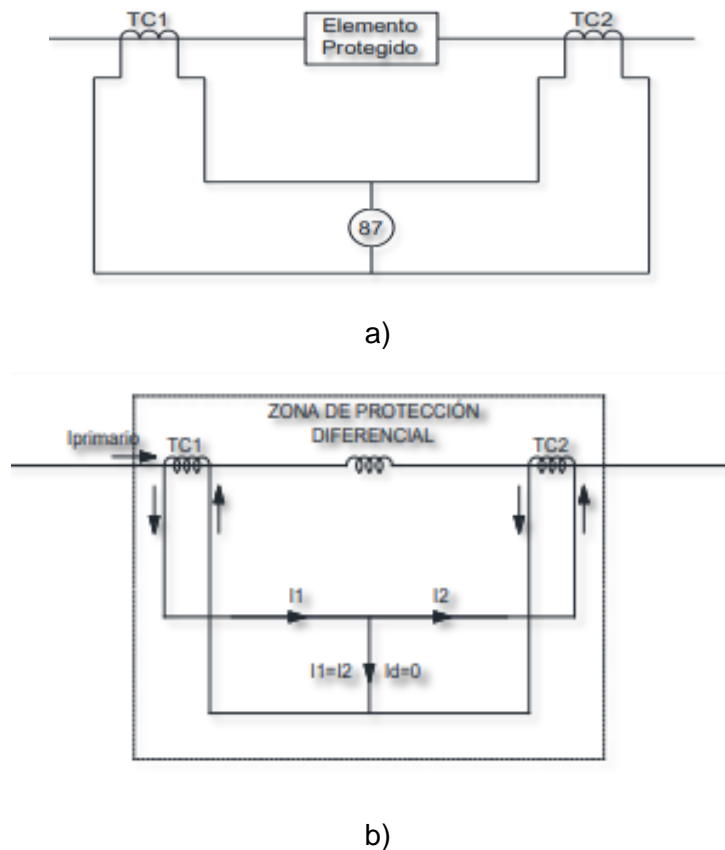 TC1
Elemento
Protegido
TC2
87
a)
ZONA DE PROTECCIÓN
DIFERENCIAL
Iprimario
TC1
TC2
I1
I2
I1=I2
Id=0
b)